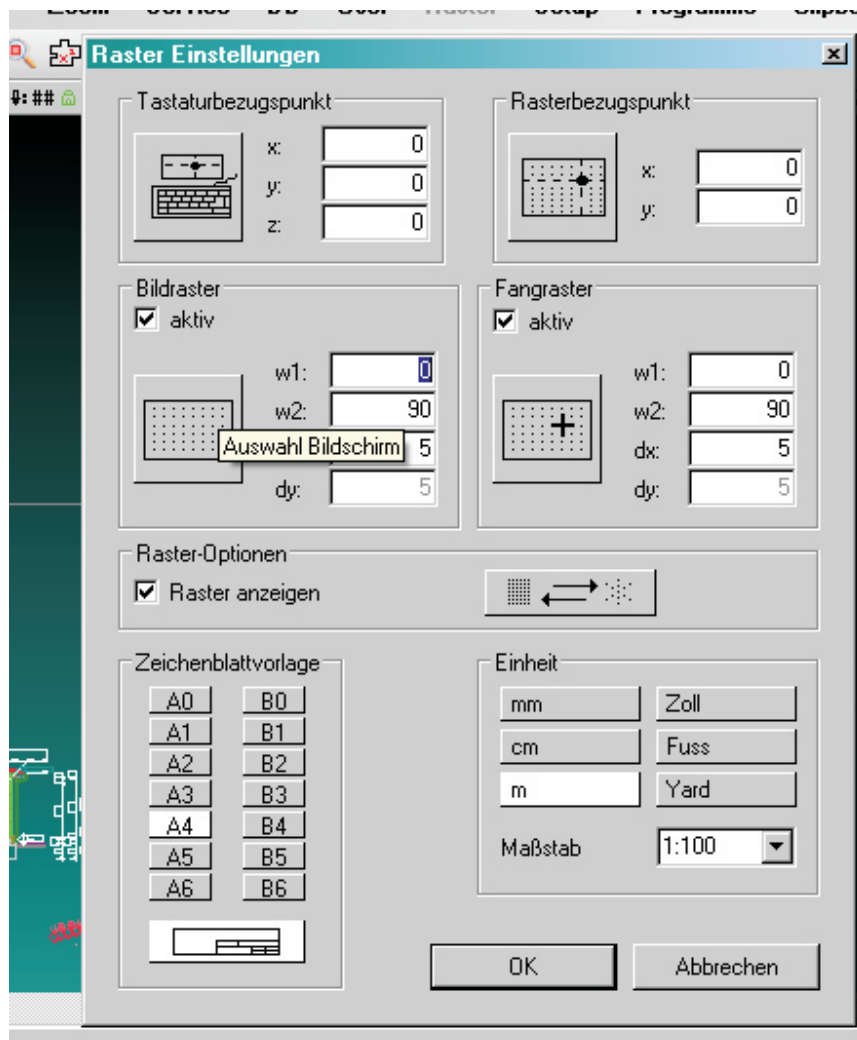 Raster Einstellungen
##
Tastaturbezugspunkt
x: 0
y: 0
z: 0
Rasterbezugspunkt
x: 0
y: 0
Bildraster
aktiv
w1: 0
w2: 90
Auswahl Bildschirm 5
dy: 5
Fangraster
aktiv
w1: 0
w2: 90
dx: 5
dy: 5
Raster-Optionen
Raster anzeigen
Zeichenblattvorlage
A0 B0
A1 B1
A2 B2
A3 B3
A4 B4
A5 B5
A6 B6
Einheit
mm Zoll
cm Fuss
m Yard
Maßstab 1:100
OK Abbrechen